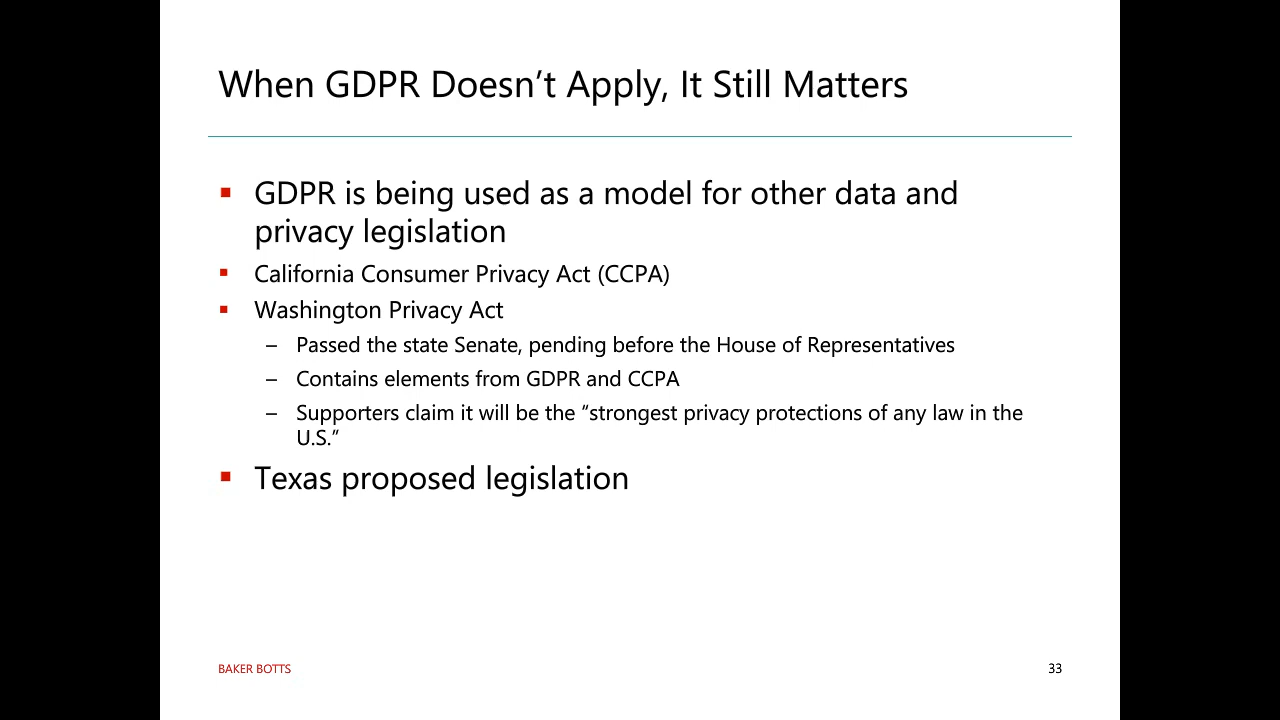 When GDPR Doesn’t Apply, It Still Matters
▪ GDPR is being used as a model for other data and
privacy legislation
▪ California Consumer Privacy Act (CCPA)
▪ Washington Privacy Act
– Passed the state Senate, pending before the House of Representatives
– Contains elements from GDPR and CCPA
– Supporters claim it will be the “strongest privacy protections of any law in the
U.S.”
▪ Texas proposed legislation
BAKER BOTTS
33